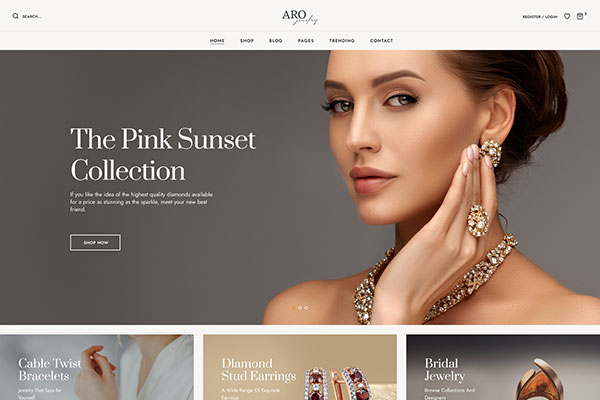 SEARCH...
ARO
jewelry
REGISTER / LOGIN
0
HOME SHOP BLOG PAGES TRENDING CONTACT
The Pink Sunset
Collection
If you like the idea of the highest quality diamonds available
for a price as stunning as the sparkle, meet your new best
friend.
SHOP NOW
Cable Twist
Bracelets
Jewelry That Says Be
Yourself
Diamond
Stud Earrings
A Wide Range Of Exquisite
Earrings
Bridal
Jewelry
Browse Collections And
Designers